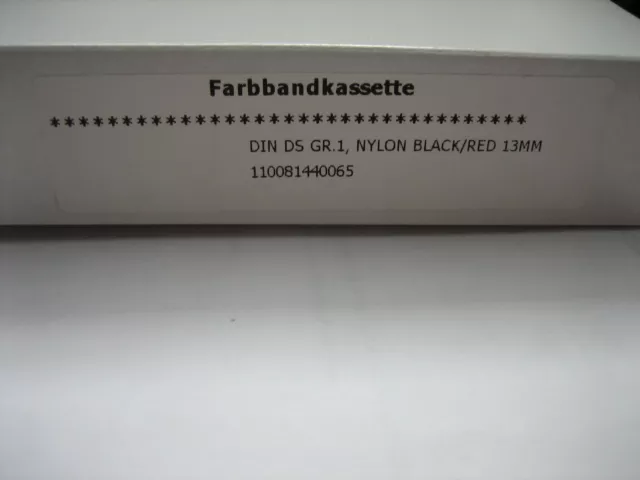 Farbbandkassette
*********************************
DIN DS GR.1, NYLON BLACK/RED 13MM
110081440065